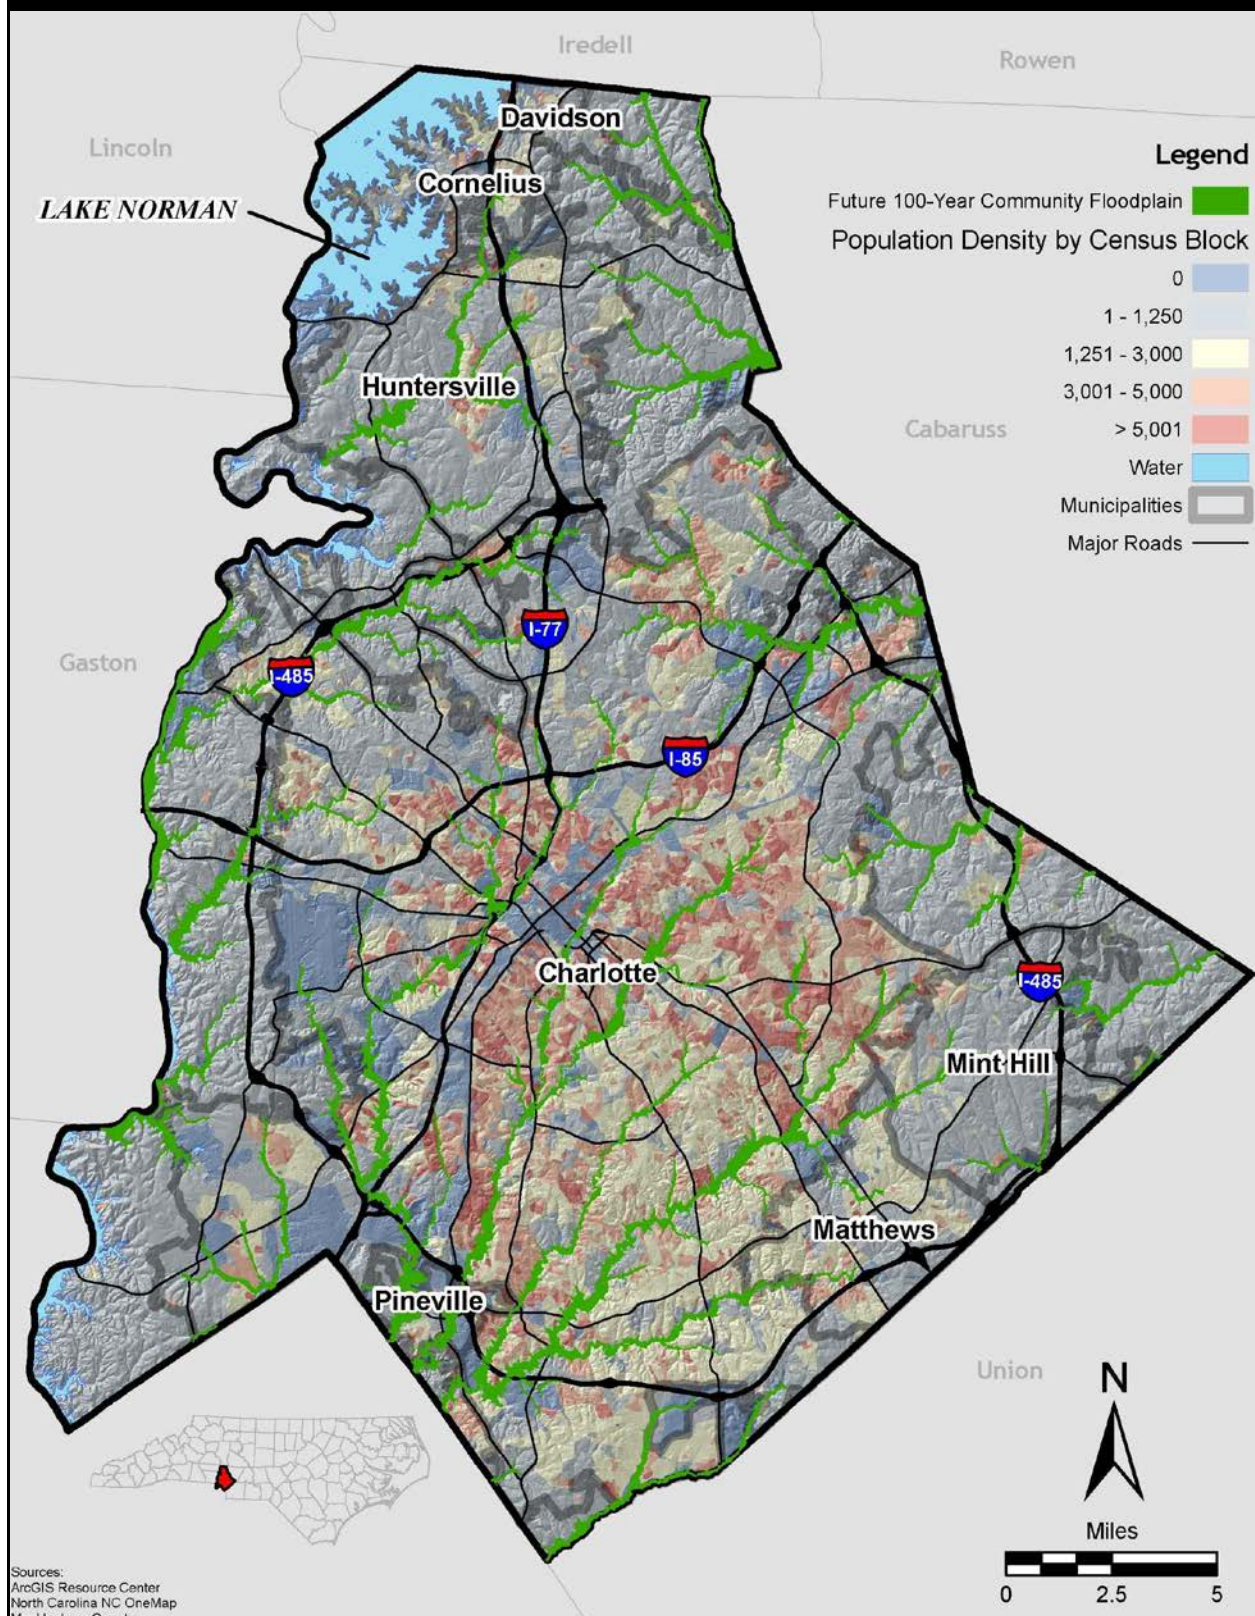 Iredell
Rowen
Davidson
Lincoln
Legend
Cornelius
Future 100-Year Community Floodplain
LAKE NORMAN
Population Density by Census Block
0
1 - 1,250
1,251 - 3,000
3,001 - 5,000
> 5,001
Water
Municipalities
Major Roads
Huntersville
Cabaruss
I-77
Gaston
I-485
I-85
Charlotte
I-485
Mint Hill
Matthews
Pineville
Union
N
Miles
0 2.5 5
Sources:
ArcGIS Resource Center
North Carolina NC OneMap